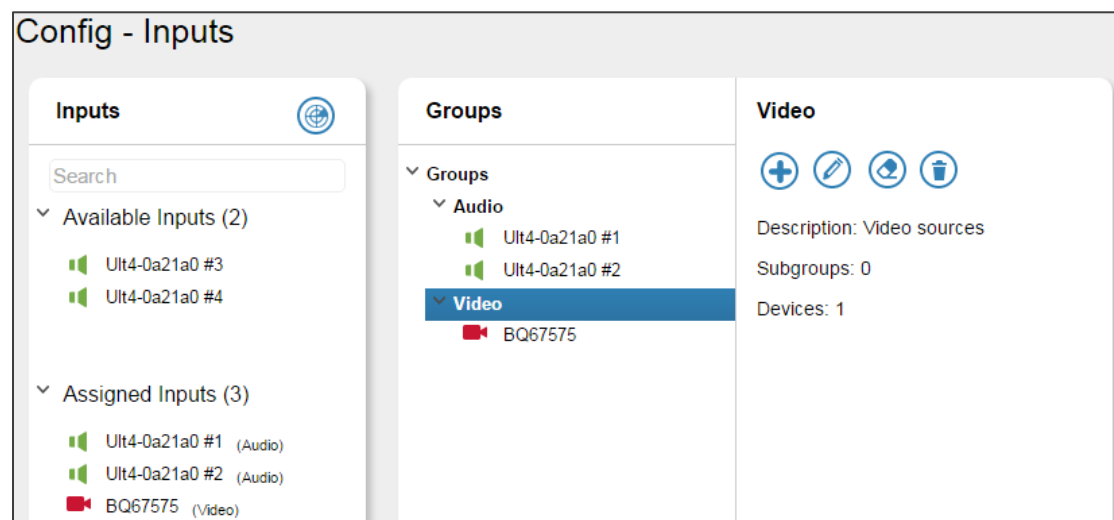 Config - Inputs
Inputs
Search
Available Inputs (2)
Ult4-0a21a0 #3
Ult4-0a21a0 #4
Assigned Inputs (3)
Ult4-0a21a0 #1 (Audio)
Ult4-0a21a0 #2 (Audio)
BQ67575 (Video)
Groups
Groups
Audio
Ult4-0a21a0 #1
Ult4-0a21a0 #2
Video
BQ67575
Video
Description: Video sources
Subgroups: 0
Devices: 1